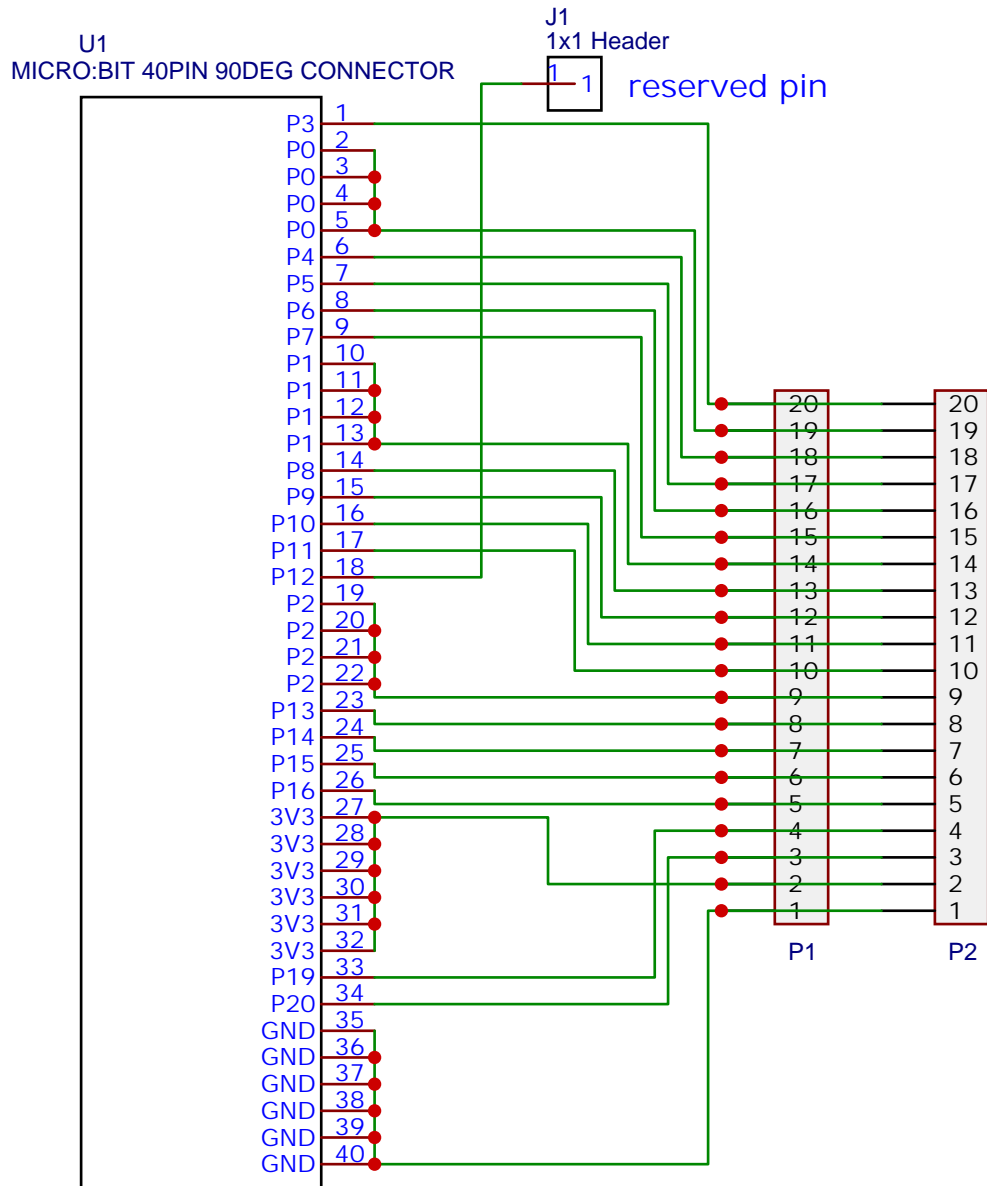 J1
1x1 Header
U1
MICRO:BIT 40PIN 90DEG CONNECTOR
1 1 reserved pin
P3 1
P0 2
P0 3
P0 4
P0 5
P4 6
P5 7
P6 8
P7 9
P1 10
P1 11
P1 12
P1 13
P8 14
P9 15
P10 16
P11 17
P12 18
P2 19
P2 20
P2 21
P2 22
P13 23
P14 24
P15 25
P16 26
3V3 27
3V3 28
3V3 29
3V3 30
3V3 31
3V3 32
P19 33
P20 34
GND 35
GND 36
GND 37
GND 38
GND 39
GND 40
20 20
19 19
18 18
17 17
16 16
15 15
14 14
13 13
12 12
11 11
10 10
9 9
8 8
7 7
6 6
5 5
4 4
3 3
2 2
1 1
P1 P2